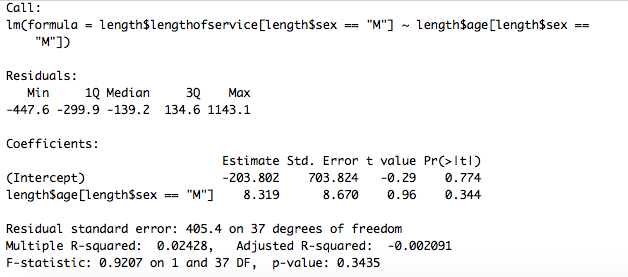 Call:
lm(formula = length$lengthofservice[length$sex == "M"] ~ length$age[length$sex ==
    "M"])
Residuals:
   Min     1Q Median     3Q    Max
-447.6 -299.9 -139.2  134.6 1143.1
Coefficients:
                              Estimate Std. Error t value Pr(>|t|)
(Intercept)                   -203.802    703.824   -0.29    0.774
length$age[length$sex == "M"]    8.319      8.670    0.96    0.344
Residual standard error: 405.4 on 37 degrees of freedom
Multiple R-squared:  0.02428,   Adjusted R-squared:  -0.002091
F-statistic: 0.9207 on 1 and 37 DF,  p-value: 0.3435